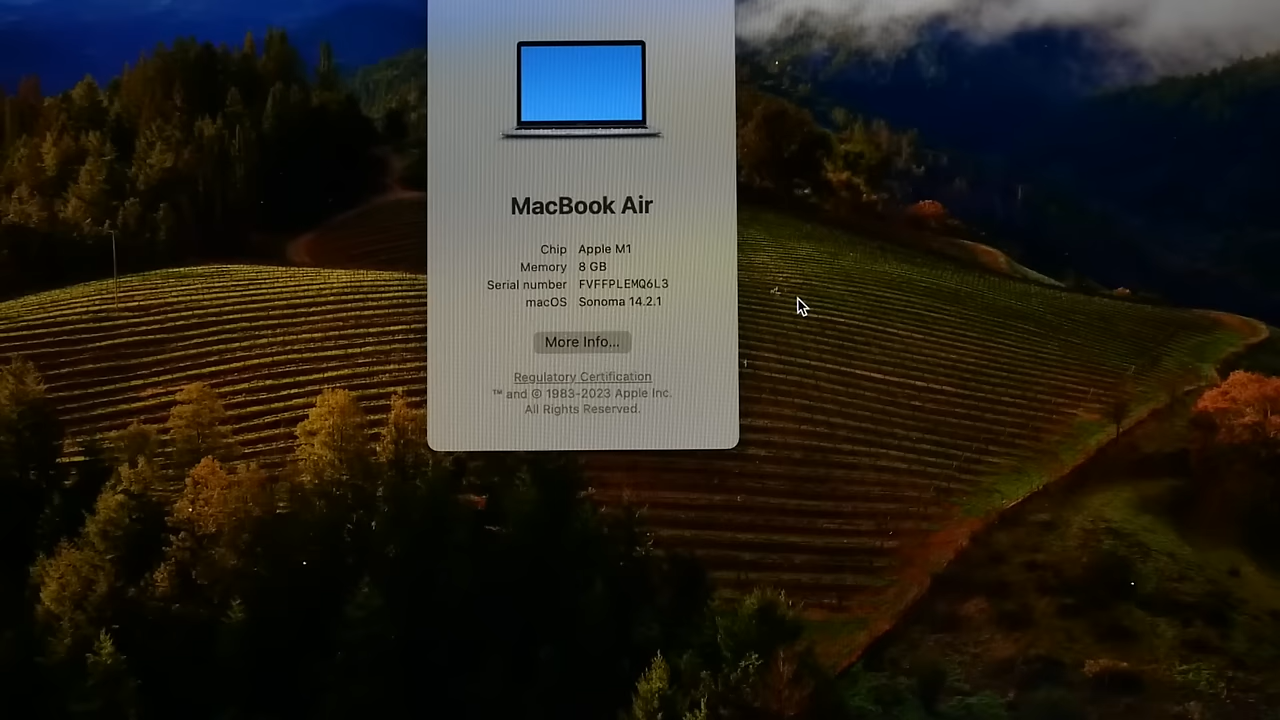 MacBook Air
Chip Apple M1
Memory 8 GB
Serial number FVFFPLEMQ6L3
macOS Sonoma 14.2.1
More Info...
Regulatory Certification
™ and © 1983-2023 Apple Inc.
All Rights Reserved.